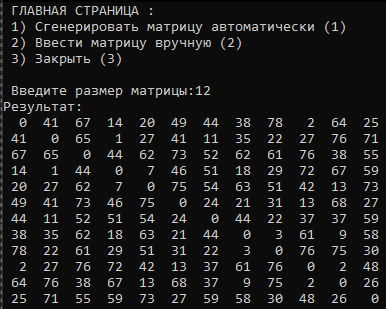 ГЛАВНАЯ СТРАНИЦА :
1) Сгенерировать матрицу автоматически (1)
2) Ввести матрицу вручную (2)
3) Закрыть (3)
Введите размер матрицы:12
Результат:
0 41 67 14 20 49 44 38 78 2 64 25
41 0 65 1 27 41 11 35 22 27 76 71
67 65 0 44 62 73 52 62 61 76 38 55
14 1 44 0 7 46 51 18 29 72 67 59
20 27 62 7 0 75 54 63 51 42 13 73
49 41 73 46 75 0 24 21 31 13 68 27
44 11 52 51 54 24 0 44 22 37 37 59
38 35 62 18 63 21 44 0 3 61 9 58
78 22 61 29 51 31 22 3 0 76 75 30
2 27 76 72 42 13 37 61 76 0 2 48
64 76 38 67 13 68 37 9 75 2 0 26
25 71 55 59 73 27 59 58 30 48 26 0